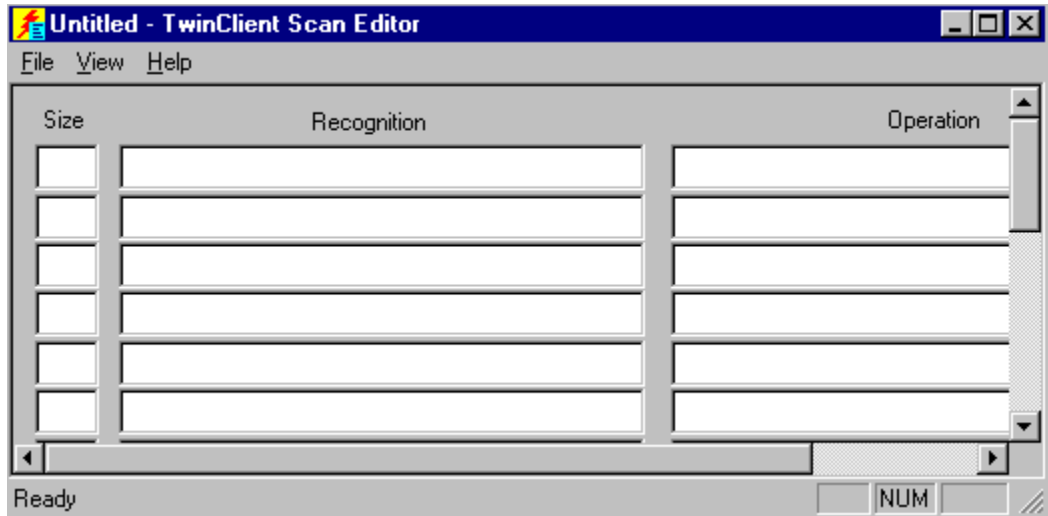 Untitled - TwinClient Scan Editor
File View Help
Size Recognition Operation
Ready NUM